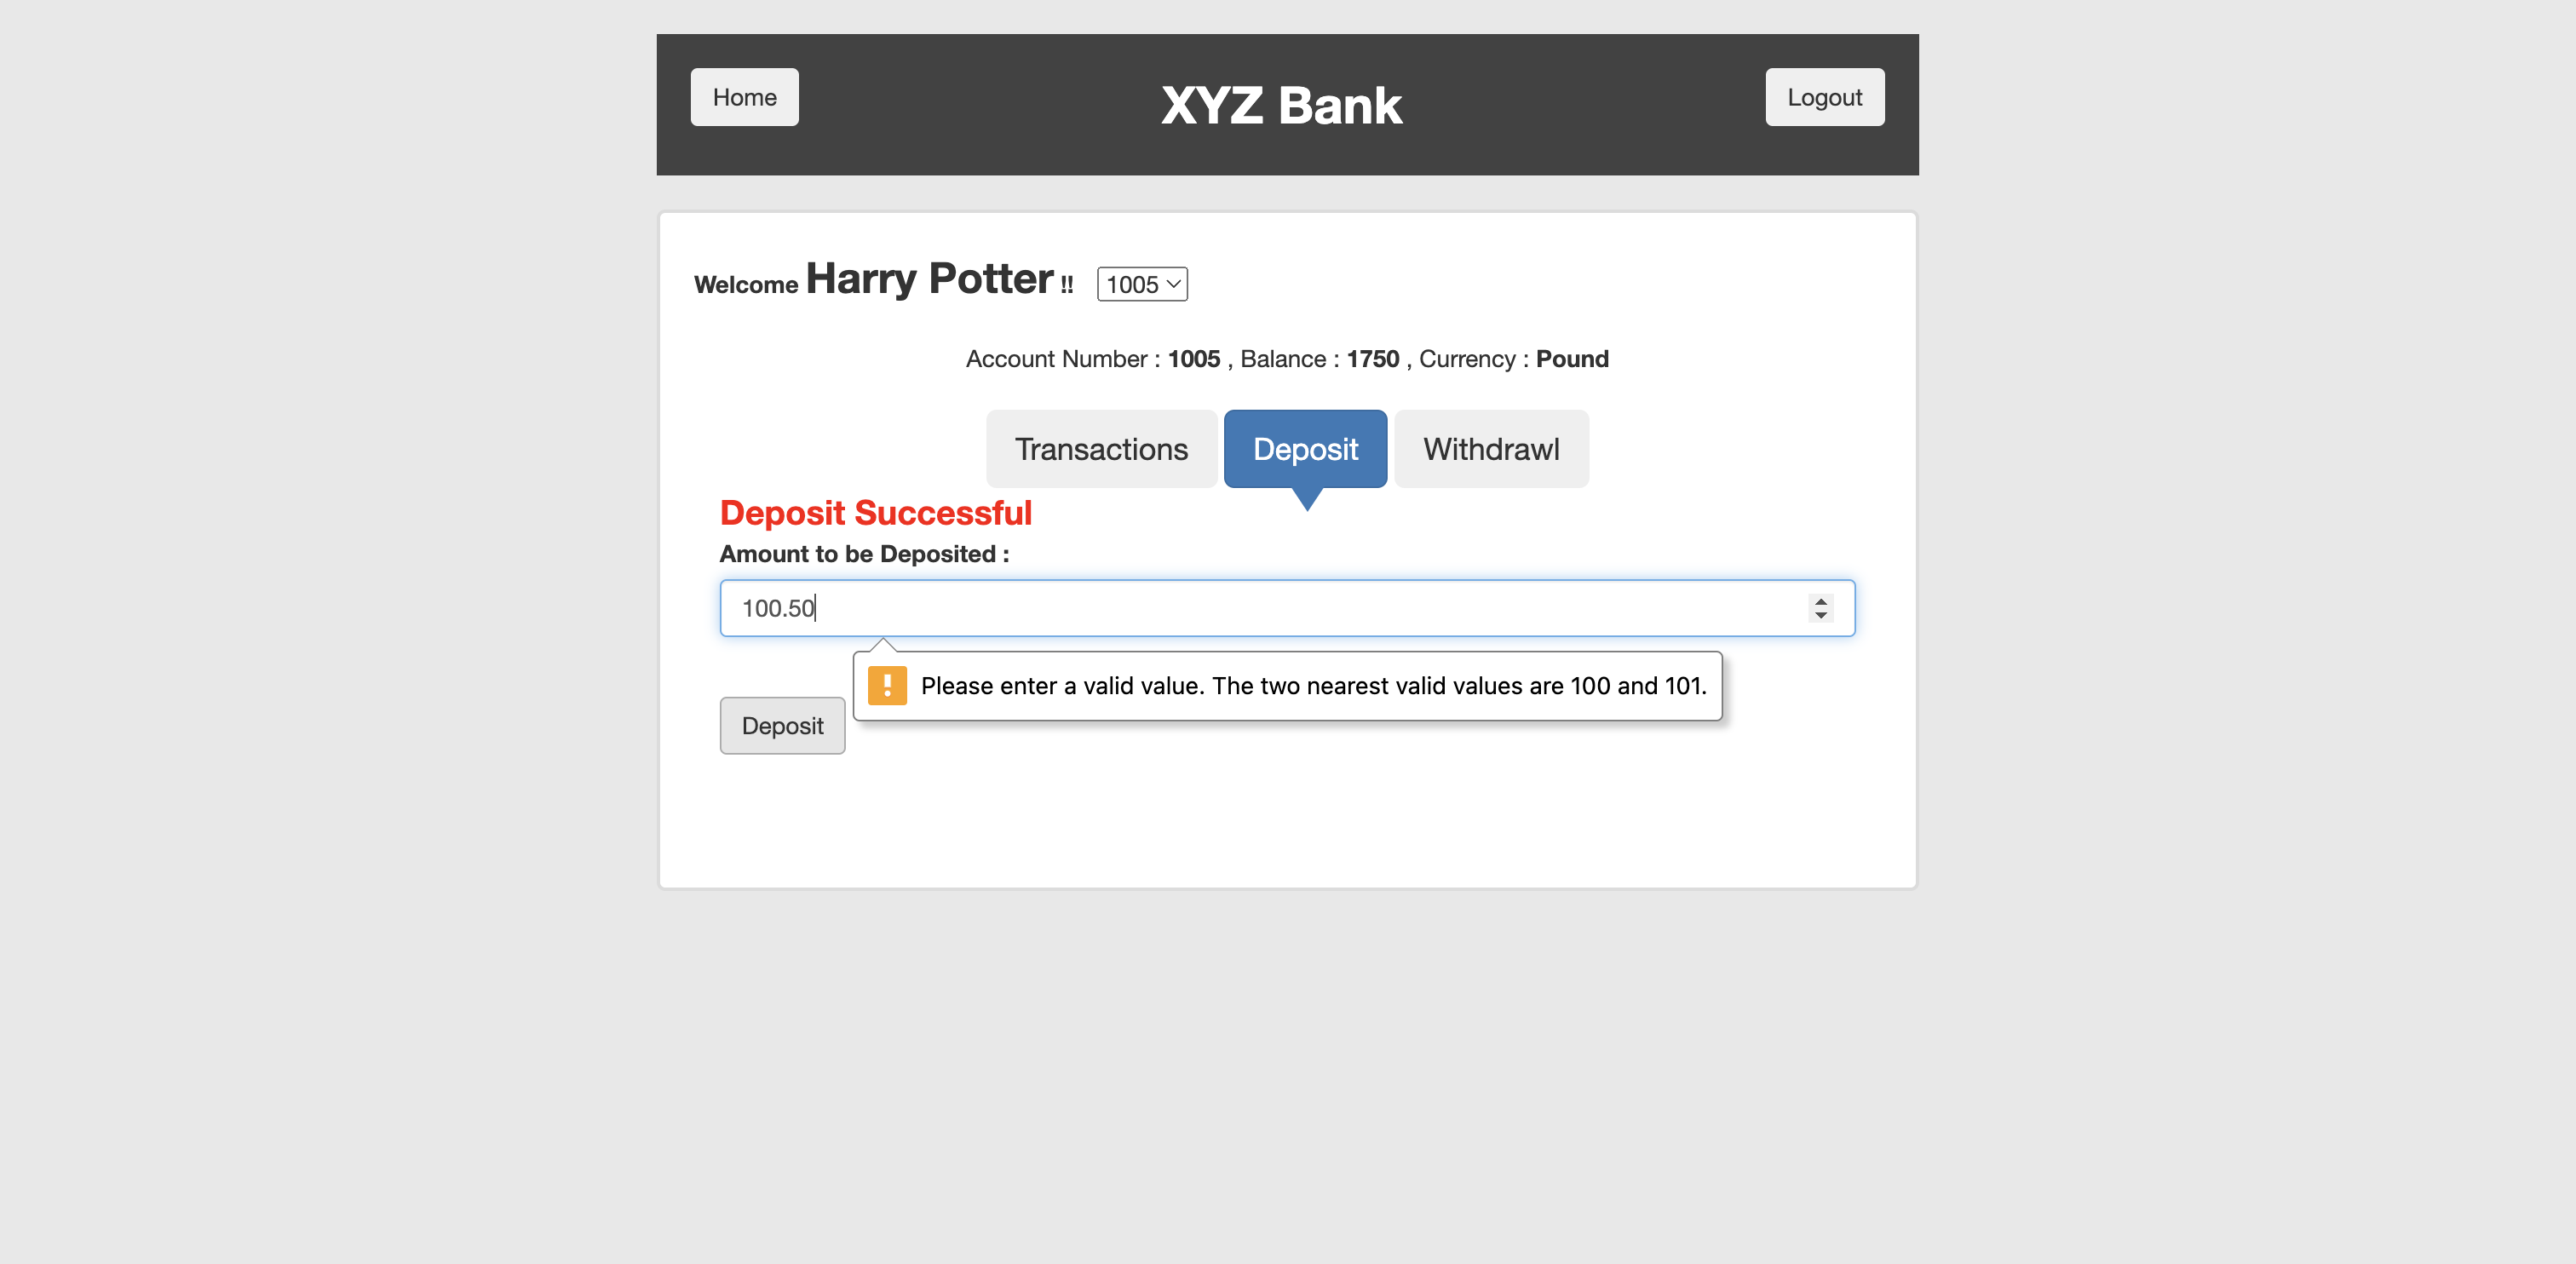 Home
XYZ Bank
Logout
Welcome Harry Potter !! 1005
Account Number : 1005 , Balance : 1750 , Currency : Pound
Transactions
Deposit
Withdrawl
Deposit Successful
Amount to be Deposited :
100.50
Please enter a valid value. The two nearest valid values are 100 and 101.
Deposit